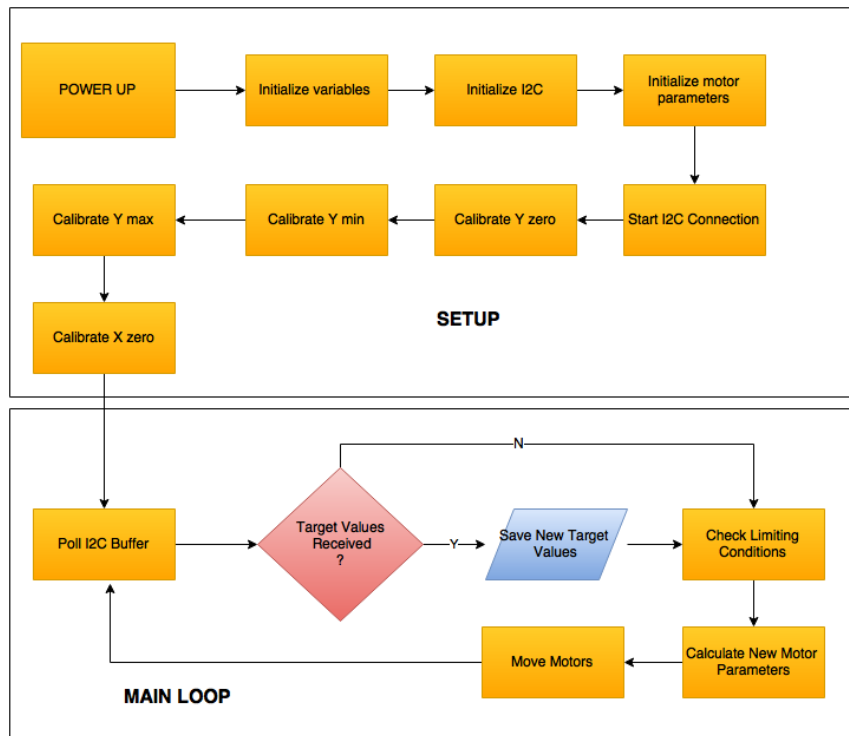 POWER UP
Initialize variables
Initialize I2C
Initialize motor
parameters
Calibrate Y max
Calibrate Y min
Calibrate Y zero
Start I2C Connection
Calibrate X zero
SETUP
N
Poll I2C Buffer
Target Values
Received
?
Y
Save New Target
Values
Check Limiting
Conditions
Move Motors
Calculate New Motor
Parameters
MAIN LOOP